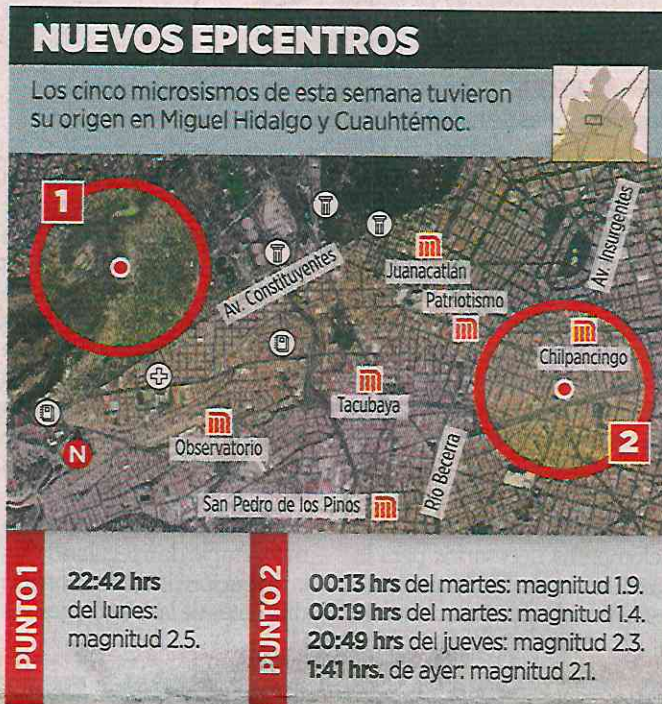 NUEVOS EPICENTROS
Los cinco microsismos de esta semana tuvieron
su origen en Miguel Hidalgo y Cuauhtémoc.
1
Av. Constituyentes
Juanacatlán
Av. Insurgentes
Patriotismo
Chilpancingo
Tacubaya
2
Observatorio
N
Río Becerra
San Pedro de los Pinos
PUNTO 1
22:42 hrs
del lunes:
magnitud 2.5.
PUNTO 2
00:13 hrs del martes: magnitud 1.9.
00:19 hrs del martes: magnitud 1.4.
20:49 hrs del jueves: magnitud 2.3.
1:41 hrs. de ayer: magnitud 2.1.